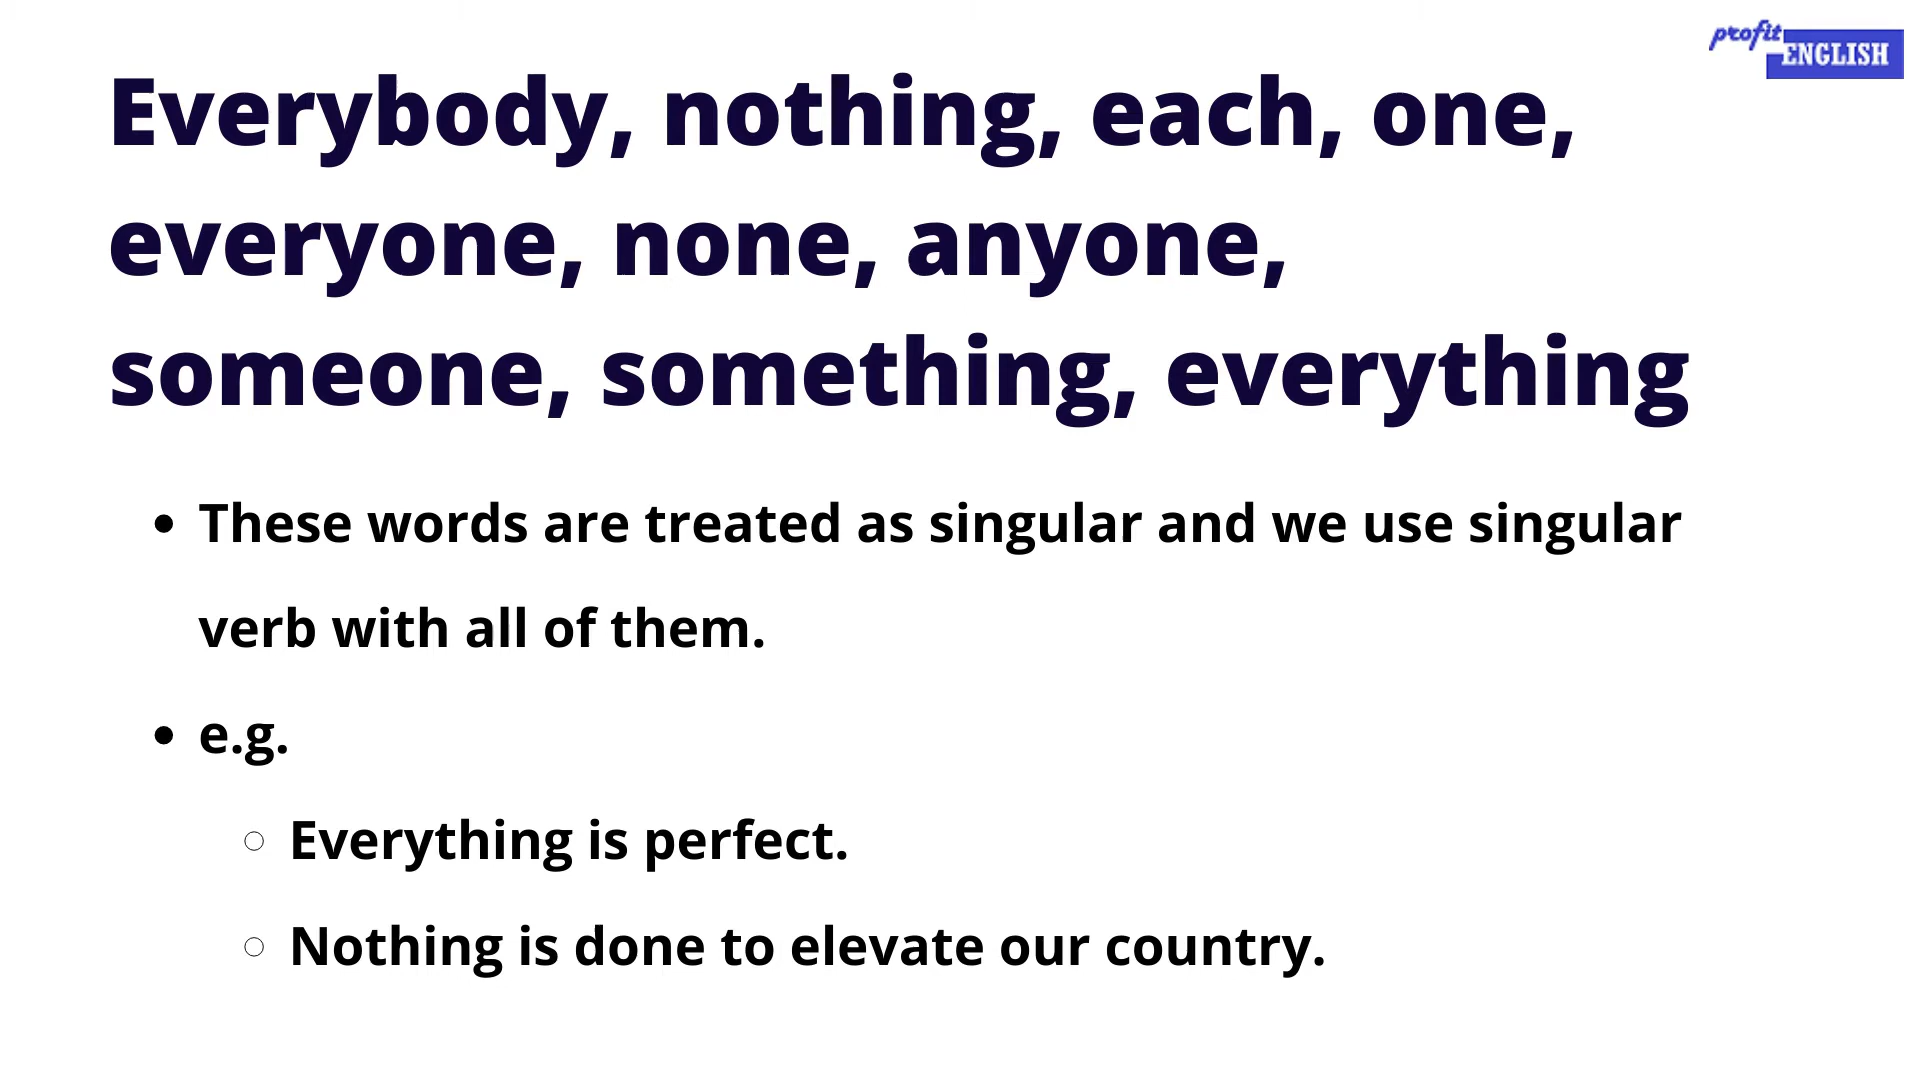 profit
ENGLISH
Everybody, nothing, each, one,
everyone, none, anyone,
someone, something, everything
• These words are treated as singular and we use singular
verb with all of them.
• e.g.
○ Everything is perfect.
○ Nothing is done to elevate our country.